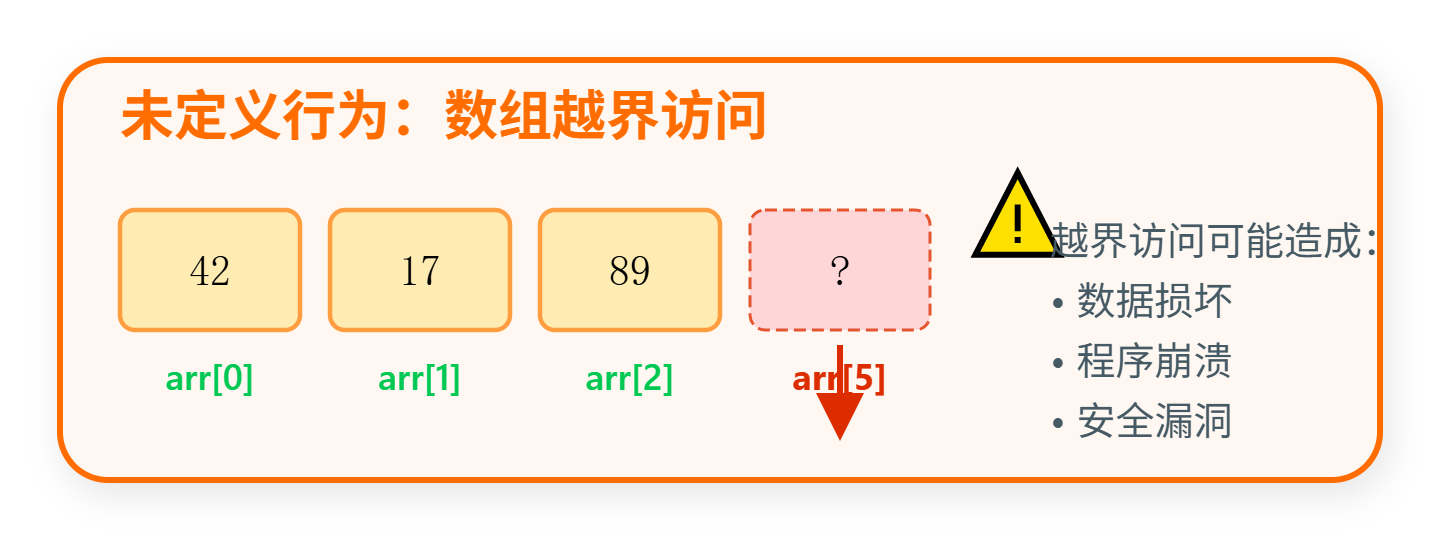 未定义行为：数组越界访问
42
17
89
?
arr[0]
arr[1]
arr[2]
arr[5]
!
越界访问可能造成：
• 数据损坏
• 程序崩溃
• 安全漏洞